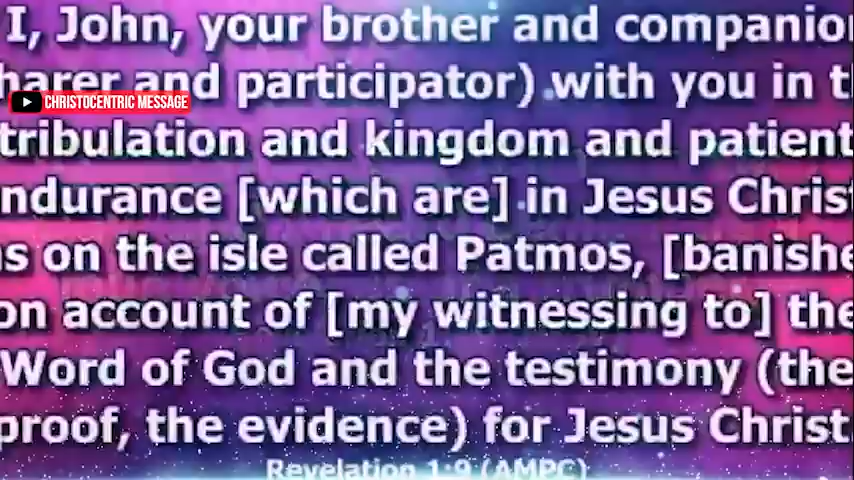 I, John, your brother and companion
harer and participator) with you in th
CHRISTOCENTRIC MESSAGE
tribulation and kingdom and patient
ndurance [which are] in Jesus Christ
s on the isle called Patmos, [banishe
on account of [my witnessing to] the
Word of God and the testimony (the
proof, the evidence) for Jesus Christ.
Revelation 1:9 (AMPC)